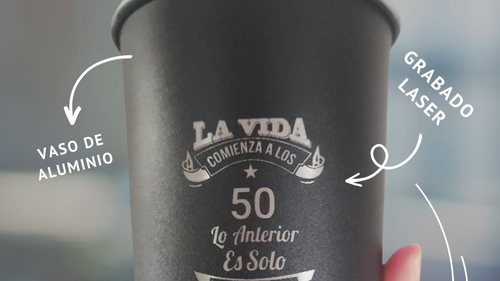 VASO DE
ALUMINIO
GRABADO
LASER
LA VIDA
COMIENZA A LOS
50
Lo Anterior
Es Solo